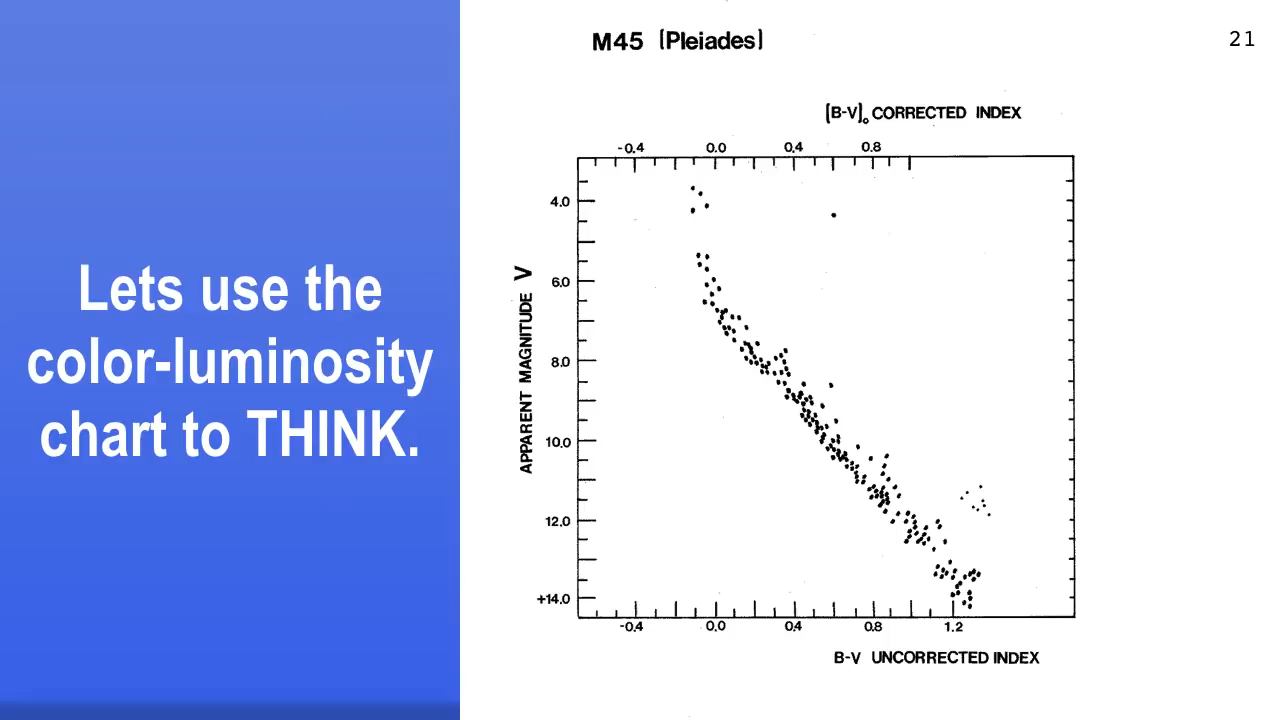 Lets use the
color-luminosity
chart to THINK.
M45 (Pleiades)
21
[B-V]₀ CORRECTED INDEX
-0.4 0.0 0.4 0.8
APPARENT MAGNITUDE V
4.0
6.0
8.0
10.0
12.0
+14.0
-0.4 0,0 0.4 0.8 1.2
B-V UNCORRECTED INDEX